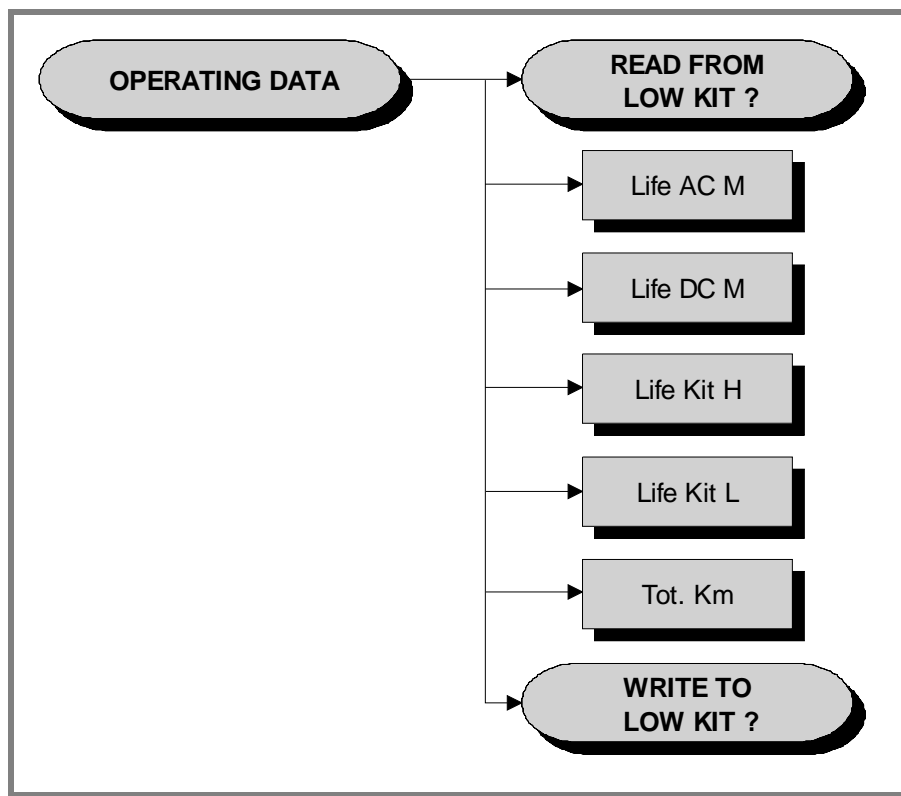 OPERATING DATA
READ FROM
LOW KIT ?
Life AC M
Life DC M
Life Kit H
Life Kit L
Tot. Km
WRITE TO
LOW KIT ?